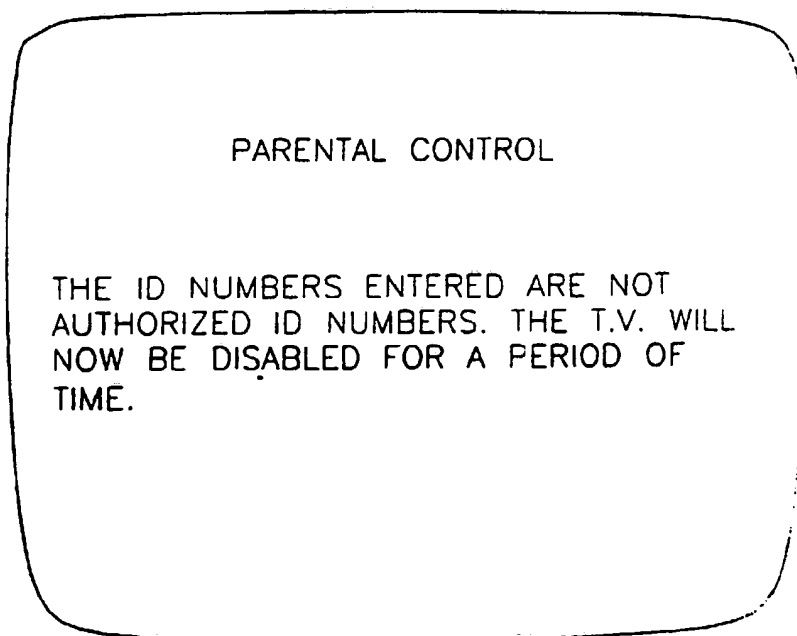 PARENTAL CONTROL
THE ID NUMBERS ENTERED ARE NOT
AUTHORIZED ID NUMBERS. THE T.V. WILL
NOW BE DISABLED FOR A PERIOD OF
TIME.